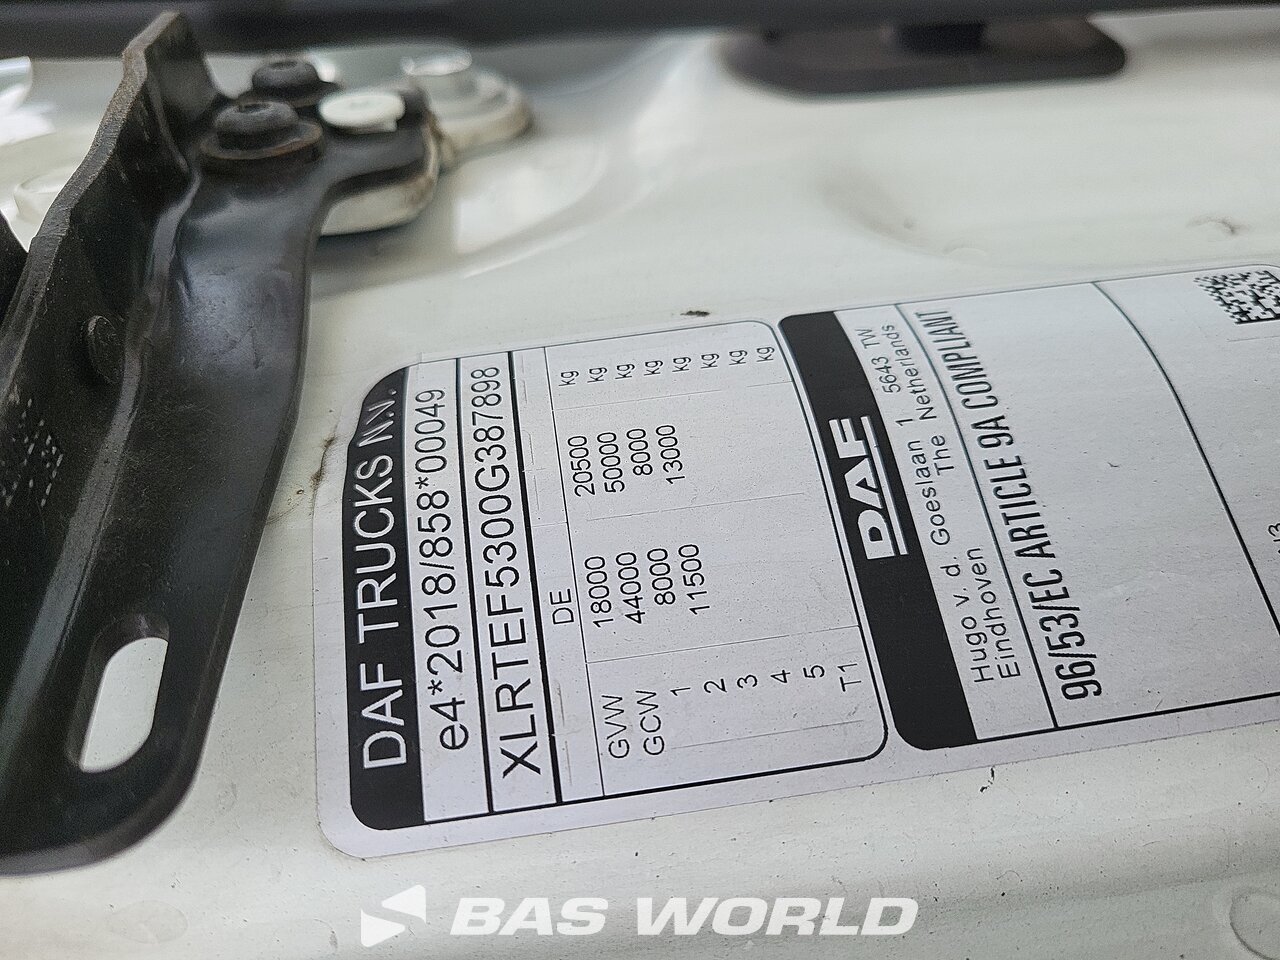 DAF TRUCKS N.V.
e4*2018/858*00049
XLRTEF5300G387898
DE
GVW 18000 20500 kg
GCW 44000 50000 kg
1 8000 8000 kg
2 11500 13000 kg
3 kg
4 kg
5 kg
T1 kg
DAF
Hugo v. d. Goeslaan 1 5643 TW
Eindhoven The Netherlands
96/53/EC ARTICLE 9A COMPLIANT
BAS WORLD